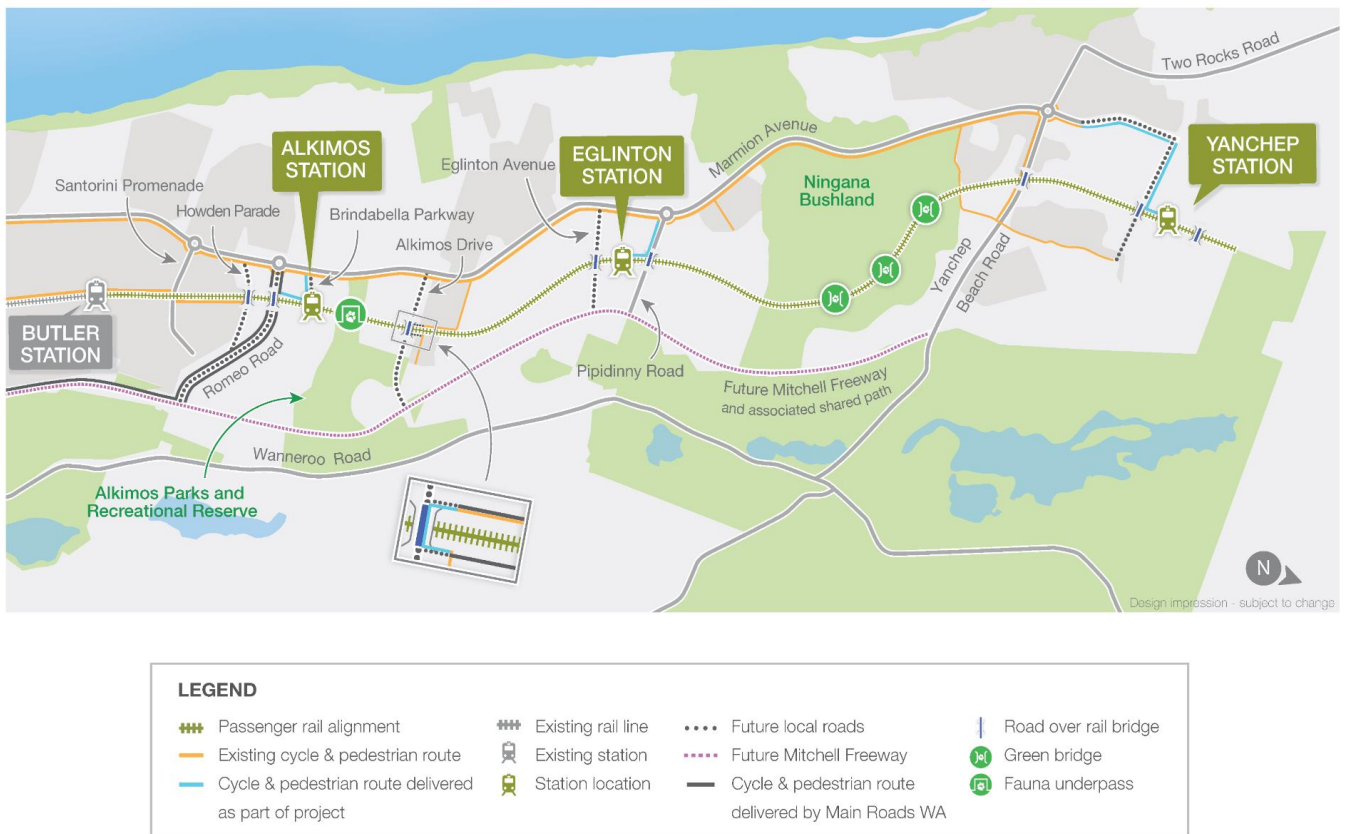 Two Rocks Road
Marmion Avenue
ALKIMOS
STATION
EGLINTON
STATION
YANCHEP
STATION
Eglinton Avenue
Santorini Promenade
Howden Parade
Brindabella Parkway
Alkimos Drive
Ningana
Bushland
Yanchep
Beach Road
BUTLER
STATION
Romeo Road
Pipidinny Road
Future Mitchell Freeway
and associated shared path
Wanneroo Road
Alkimos Parks and
Recreational Reserve
N
Design impression - subject to change
LEGEND
Passenger rail alignment
Existing cycle & pedestrian route
Cycle & pedestrian route delivered
as part of project
Existing rail line
Existing station
Station location
Future local roads
Future Mitchell Freeway
Cycle & pedestrian route
delivered by Main Roads WA
Road over rail bridge
Green bridge
Fauna underpass